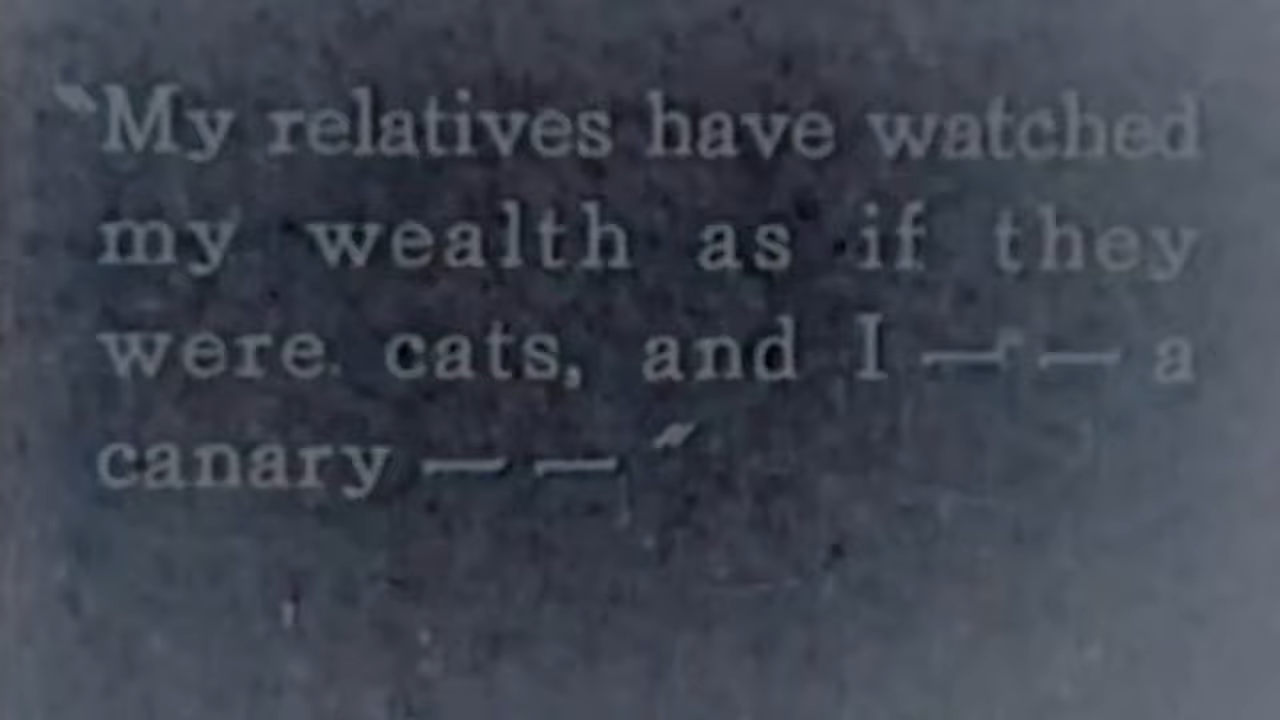 "My relatives have watched
my wealth as if they
were cats, and I — — a
canary — — "